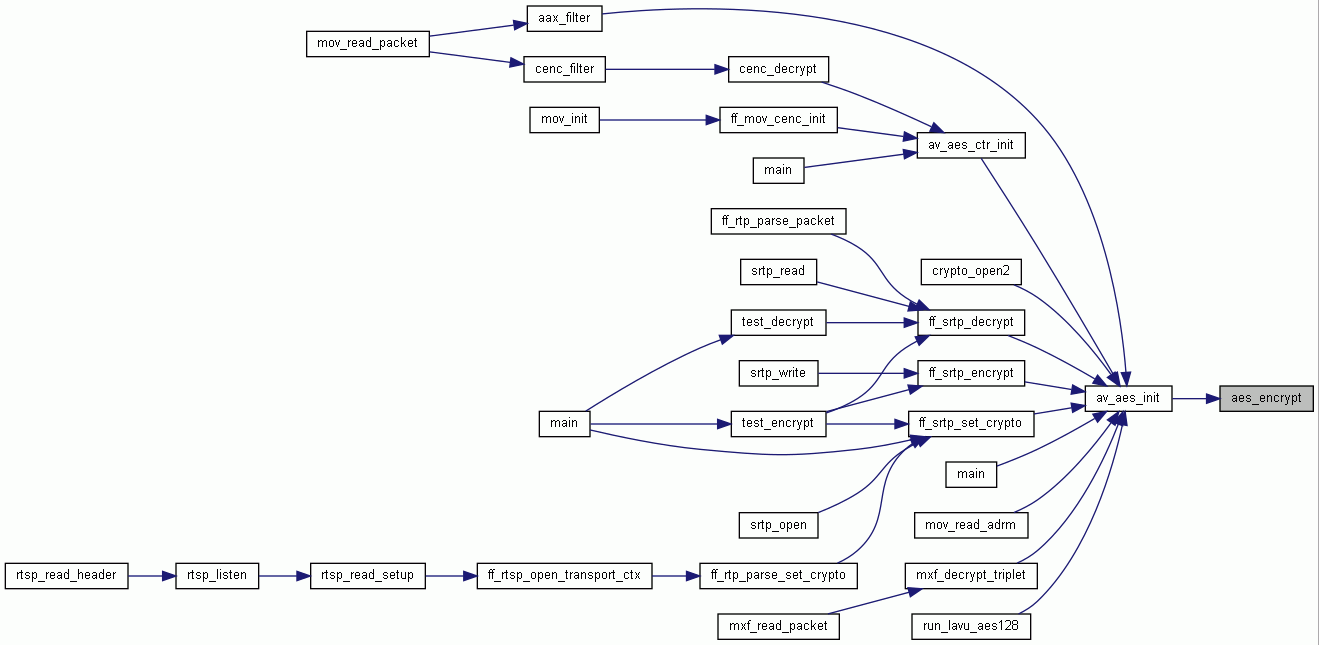 aax_filter
mov_read_packet
cenc_filter
cenc_decrypt
mov_init
ff_mov_cenc_init
av_aes_ctr_init
main
ff_rtp_parse_packet
srtp_read
crypto_open2
test_decrypt
ff_srtp_decrypt
srtp_write
ff_srtp_encrypt
av_aes_init
aes_encrypt
main
test_encrypt
ff_srtp_set_crypto
main
srtp_open
mov_read_adrm
rtsp_read_header
rtsp_listen
rtsp_read_setup
ff_rtsp_open_transport_ctx
ff_rtp_parse_set_crypto
mxf_decrypt_triplet
mxf_read_packet
run_lavu_aes128